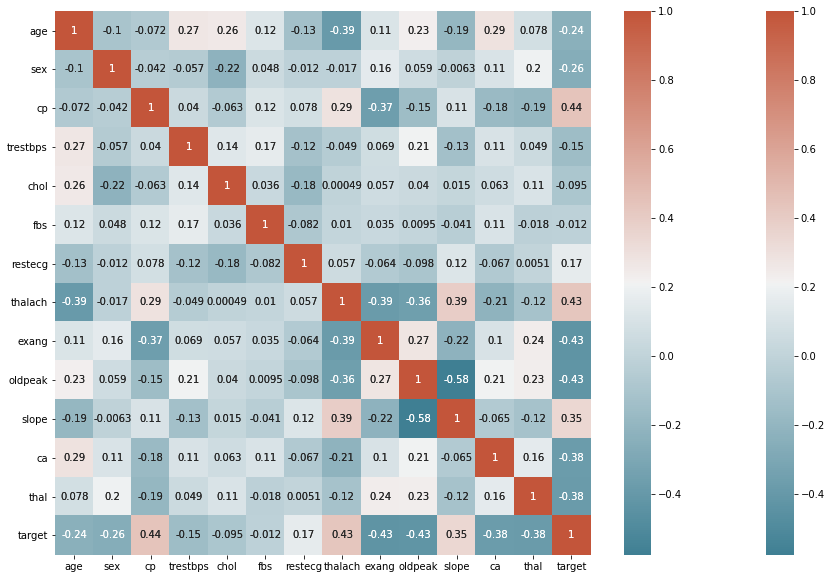 age 1 -0.1 -0.072 0.27 0.26 0.12 -0.13 -0.39 0.11 0.23 -0.19 0.29 0.078 -0.24
sex -0.1 1 -0.042 -0.057 -0.22 0.048 -0.012 -0.017 0.16 0.059 -0.0063 0.11 0.2 -0.26
cp -0.072 -0.042 1 0.04 -0.063 0.12 0.078 0.29 -0.37 -0.15 0.11 -0.18 -0.19 0.44
trestbps 0.27 -0.057 0.04 1 0.14 0.17 -0.12 -0.049 0.069 0.21 -0.13 0.11 0.049 -0.15
chol 0.26 -0.22 -0.063 0.14 1 0.036 -0.18 0.00049 0.057 0.04 0.015 0.063 0.11 -0.095
fbs 0.12 0.048 0.12 0.17 0.036 1 -0.082 0.01 0.035 0.0095 -0.041 0.11 -0.018 -0.012
restecg -0.13 -0.012 0.078 -0.12 -0.18 -0.082 1 0.057 -0.064 -0.098 0.12 -0.067 0.0051 0.17
thalach -0.39 -0.017 0.29 -0.049 0.00049 0.01 0.057 1 -0.39 -0.36 0.39 -0.21 -0.12 0.43
exang 0.11 0.16 -0.37 0.069 0.057 0.035 -0.064 -0.39 1 0.27 -0.22 0.1 0.24 -0.43
oldpeak 0.23 0.059 -0.15 0.21 0.04 0.0095 -0.098 -0.36 0.27 1 -0.58 0.21 0.23 -0.43
slope -0.19 -0.0063 0.11 -0.13 0.015 -0.041 0.12 0.39 -0.22 -0.58 1 -0.065 -0.12 0.35
ca 0.29 0.11 -0.18 0.11 0.063 0.11 -0.067 -0.21 0.1 0.21 -0.065 1 0.16 -0.38
thal 0.078 0.2 -0.19 0.049 0.11 -0.018 0.0051 -0.12 0.24 0.23 -0.12 0.16 1 -0.38
target -0.24 -0.26 0.44 -0.15 -0.095 -0.012 0.17 0.43 -0.43 -0.43 0.35 -0.38 -0.38 1
age sex cp trestbps chol fbs restecg thalach exang oldpeak slope ca thal target
1.0
0.8
0.6
0.4
0.2
0.0
−0.2
−0.4
1.0
0.8
0.6
0.4
0.2
0.0
−0.2
−0.4